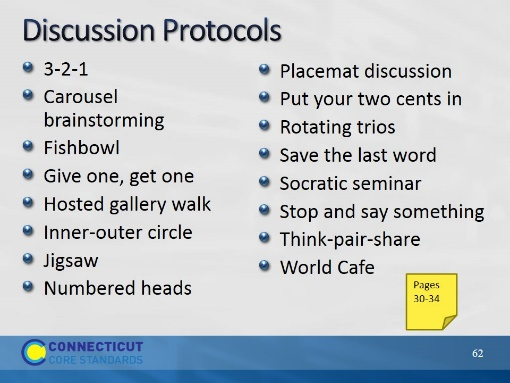 Discussion Protocols
3-2-1
Carousel
brainstorming
Fishbowl
Give one, get one
Hosted gallery walk
Inner-outer circle
Jigsaw
Numbered heads
Placemat discussion
Put your two cents in
Rotating trios
Save the last word
Socratic seminar
Stop and say something
Think-pair-share
World Cafe
Pages
30-34
CONNECTICUT
CORE STANDARDS
62